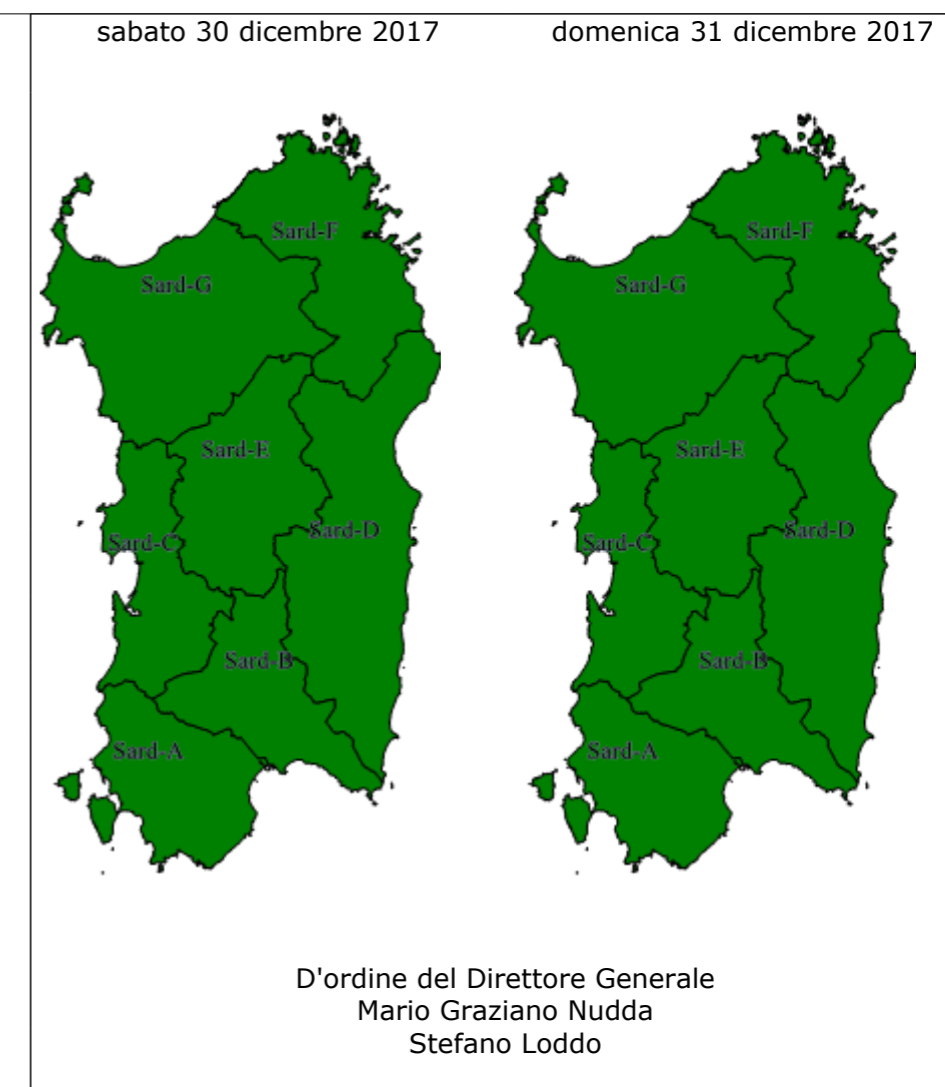 sabato 30 dicembre 2017
domenica 31 dicembre 2017
Sard-F
Sard-G
Sard-E
Sard-D
Sard-C
Sard-B
Sard-A
Sard-F
Sard-G
Sard-E
Sard-D
Sard-C
Sard-B
Sard-A
D'ordine del Direttore Generale
Mario Graziano Nudda
Stefano Loddo